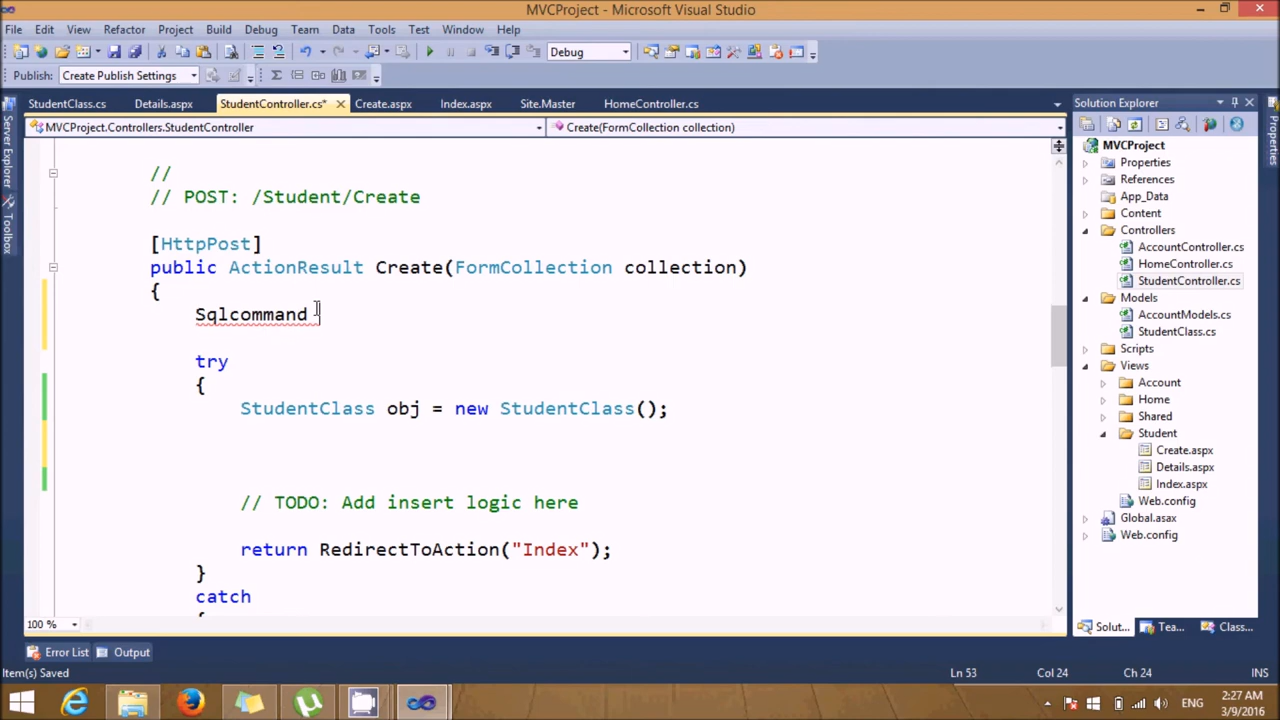 MVCProject - Microsoft Visual Studio
File Edit View Refactor Project Build Debug Team Data Tools Test Window Help
Debug
Publish: Create Publish Settings
StudentClass.cs Details.aspx StudentController.cs* Create.aspx Index.aspx Site.Master HomeController.cs
MVCProject.Controllers.StudentController Create(FormCollection collection)
//
// POST: /Student/Create
[HttpPost]
public ActionResult Create(FormCollection collection)
{
Sqlcommand
try
{
StudentClass obj = new StudentClass();
// TODO: Add insert logic here
return RedirectToAction("Index");
}
catch
100 %
Server Explorer
Toolbox
Solution Explorer
MVCProject
Properties
References
App_Data
Content
Controllers
AccountController.cs
HomeController.cs
StudentController.cs
Models
AccountModels.cs
StudentClass.cs
Scripts
Views
Account
Home
Shared
Student
Create.aspx
Details.aspx
Index.aspx
Web.config
Global.asax
Web.config
Solut... Tea... Class...
Properties
Error List Output
Item(s) Saved Ln 53 Col 24 Ch 24 INS
ENG
2:27 AM
3/9/2016